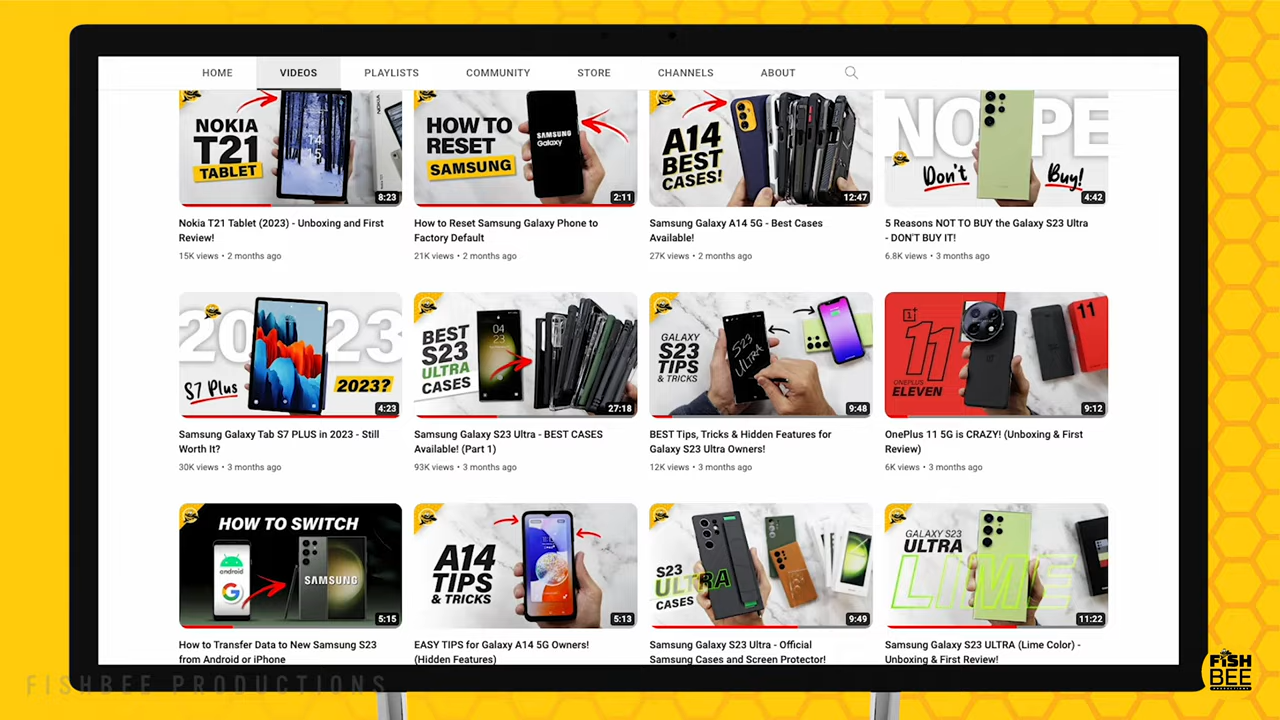 HOME VIDEOS PLAYLISTS COMMUNITY STORE CHANNELS ABOUT
NOKIA
T21
TABLET
NOKIA
8:23
HOW TO
RESET
SAMSUNG
SAMSUNG
Galaxy
2:11
A14
BEST
CASES!
12:47
NOPE
Don't Buy!
4:42
Nokia T21 Tablet (2023) - Unboxing and First
Review!
15K views • 2 months ago
How to Reset Samsung Galaxy Phone to
Factory Default
21K views • 2 months ago
Samsung Galaxy A14 5G - Best Cases
Available!
27K views • 2 months ago
5 Reasons NOT TO BUY the Galaxy S23 Ultra
- DON'T BUY IT!
6.8K views • 3 months ago
2023
S7 Plus
2023?
4:23
BEST
S23
ULTRA
CASES
04
23
27:18
GALAXY
S23
TIPS
& TRICKS
S23
ULTRA
9:48
1+
11
ONEPLUS
ELEVEN
11
9:12
Samsung Galaxy Tab S7 PLUS in 2023 - Still
Worth It?
30K views • 3 months ago
Samsung Galaxy S23 Ultra - BEST CASES
Available! (Part 1)
93K views • 3 months ago
BEST Tips, Tricks & Hidden Features for
Galaxy S23 Ultra Owners!
12K views • 3 months ago
OnePlus 11 5G is CRAZY! (Unboxing & First
Review)
6K views • 3 months ago
HOW TO SWITCH
android
G
SAMSUNG
5:15
A14
TIPS
& TRICKS
5:13
S23
ULTRA
CASES
9:49
GALAXY S23
ULTRA
LIME
11:22
How to Transfer Data to New Samsung S23
from Android or iPhone
EASY TIPS for Galaxy A14 5G Owners!
(Hidden Features)
Samsung Galaxy S23 Ultra - Official
Samsung Cases and Screen Protector!
Samsung Galaxy S23 ULTRA (Lime Color) -
Unboxing & First Review!
FISHBEE PRODUCTIONS
FISH
BEE
PRODUCTIONS